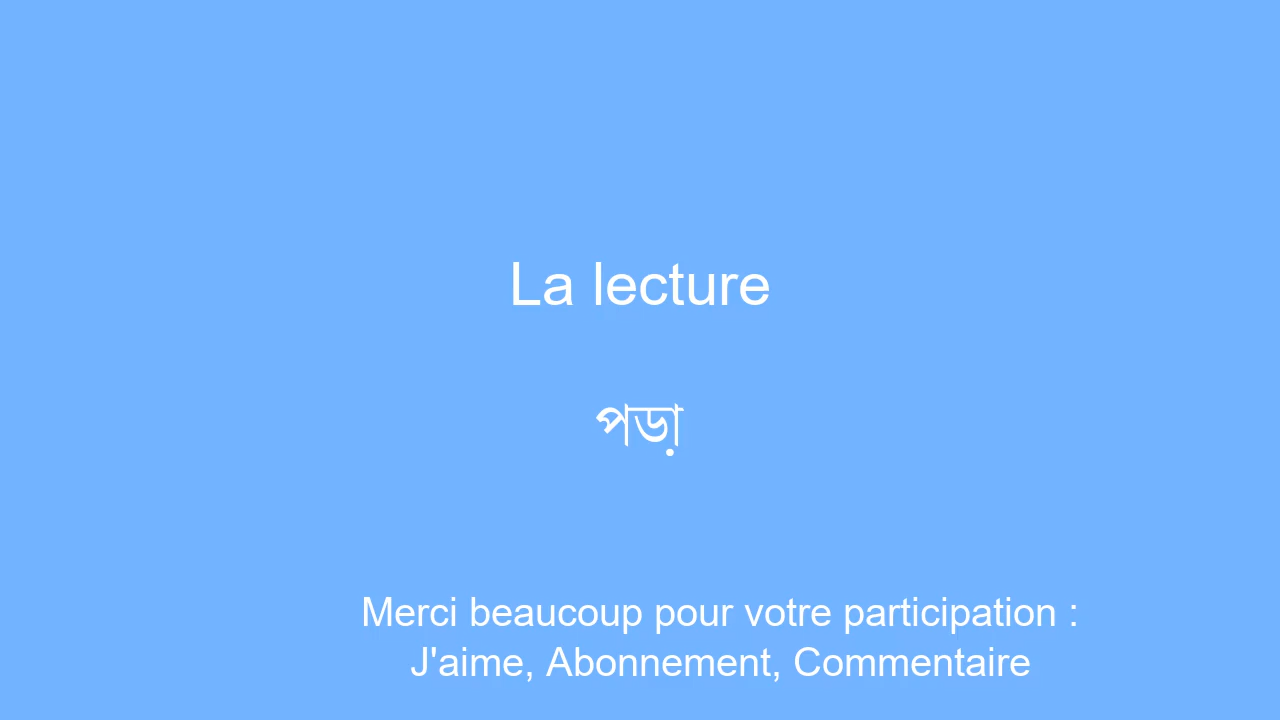 La lecture
পড়া
Merci beaucoup pour votre participation :
J'aime, Abonnement, Commentaire